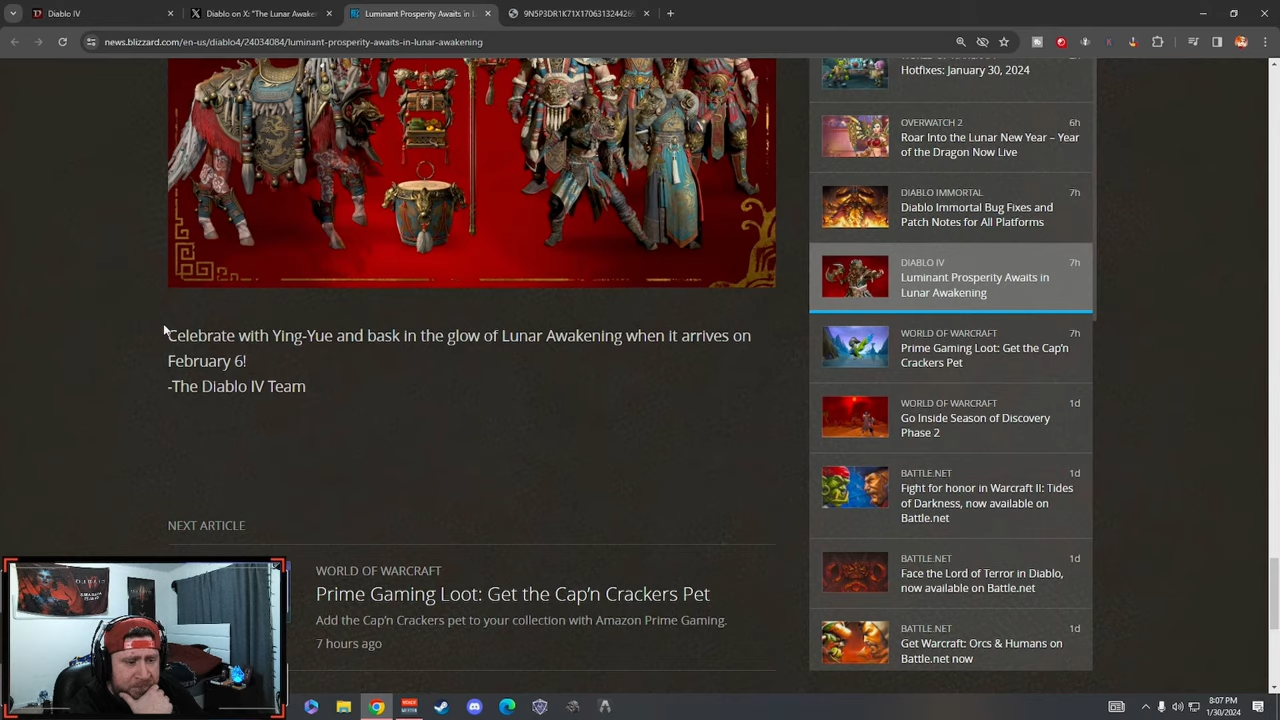 Diablo IV
Diablo on X: "The Lunar Awake
Luminant Prosperity Awaits in L
9N5P3DR1K71X1706313244265
news.blizzard.com/en-us/diablo4/24034084/luminant-prosperity-awaits-in-lunar-awakening
Celebrate with Ying-Yue and bask in the glow of Lunar Awakening when it arrives on
February 6!
-The Diablo IV Team
NEXT ARTICLE
WORLD OF WARCRAFT
Prime Gaming Loot: Get the Cap'n Crackers Pet
Add the Cap'n Crackers pet to your collection with Amazon Prime Gaming.
7 hours ago
Hotfixes: January 30, 2024
OVERWATCH 2 6h
Roar Into the Lunar New Year – Year
of the Dragon Now Live
DIABLO IMMORTAL 7h
Diablo Immortal Bug Fixes and
Patch Notes for All Platforms
DIABLO IV 7h
Luminant Prosperity Awaits in
Lunar Awakening
WORLD OF WARCRAFT 7h
Prime Gaming Loot: Get the Cap'n
Crackers Pet
WORLD OF WARCRAFT 1d
Go Inside Season of Discovery
Phase 2
BATTLE.NET 1d
Fight for honor in Warcraft II: Tides
of Darkness, now available on
Battle.net
BATTLE.NET 1d
Face the Lord of Terror in Diablo,
now available on Battle.net
BATTLE.NET 1d
Get Warcraft: Orcs & Humans on
Battle.net now
8:07 PM
1/30/2024